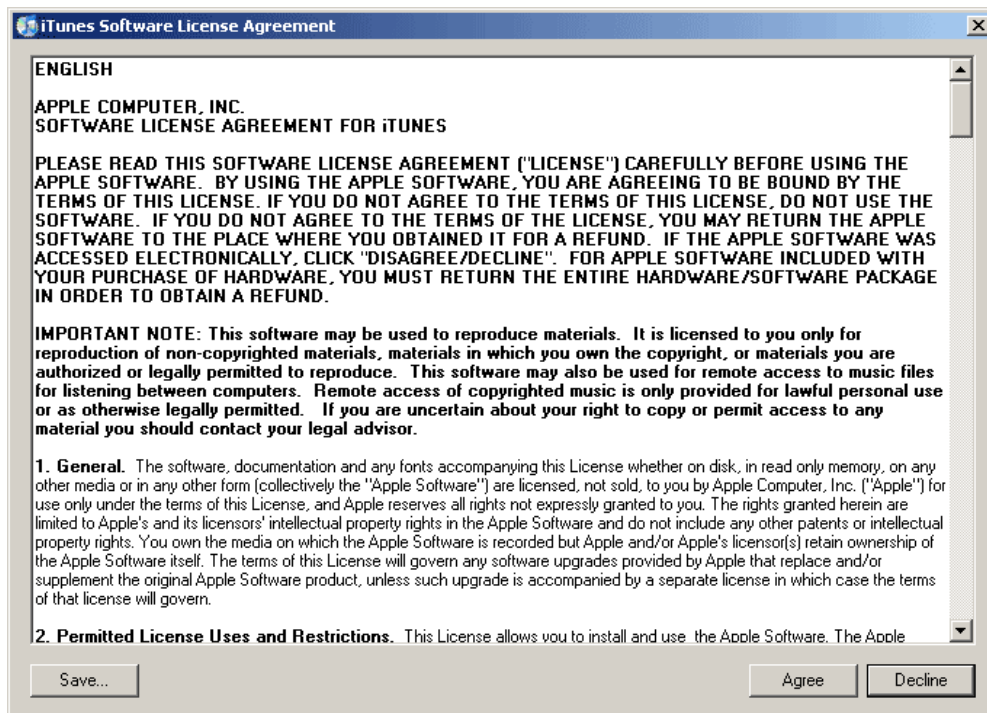 iTunes Software License Agreement
ENGLISH
APPLE COMPUTER, INC.
SOFTWARE LICENSE AGREEMENT FOR iTUNES
PLEASE READ THIS SOFTWARE LICENSE AGREEMENT ("LICENSE") CAREFULLY BEFORE USING THE
APPLE SOFTWARE.  BY USING THE APPLE SOFTWARE, YOU ARE AGREEING TO BE BOUND BY THE
TERMS OF THIS LICENSE. IF YOU DO NOT AGREE TO THE TERMS OF THIS LICENSE, DO NOT USE THE
SOFTWARE.  IF YOU DO NOT AGREE TO THE TERMS OF THE LICENSE, YOU MAY RETURN THE APPLE
SOFTWARE TO THE PLACE WHERE YOU OBTAINED IT FOR A REFUND.  IF THE APPLE SOFTWARE WAS
ACCESSED ELECTRONICALLY, CLICK "DISAGREE/DECLINE".  FOR APPLE SOFTWARE INCLUDED WITH
YOUR PURCHASE OF HARDWARE, YOU MUST RETURN THE ENTIRE HARDWARE/SOFTWARE PACKAGE
IN ORDER TO OBTAIN A REFUND.
IMPORTANT NOTE: This software may be used to reproduce materials.  It is licensed to you only for
reproduction of non-copyrighted materials, materials in which you own the copyright, or materials you are
authorized or legally permitted to reproduce.  This software may also be used for remote access to music files
for listening between computers.  Remote access of copyrighted music is only provided for lawful personal use
or as otherwise legally permitted.   If you are uncertain about your right to copy or permit access to any
material you should contact your legal advisor.
1. General.  The software, documentation and any fonts accompanying this License whether on disk, in read only memory, on any
other media or in any other form (collectively the "Apple Software") are licensed, not sold, to you by Apple Computer, Inc. ("Apple") for
use only under the terms of this License, and Apple reserves all rights not expressly granted to you. The rights granted herein are
limited to Apple's and its licensors' intellectual property rights in the Apple Software and do not include any other patents or intellectual
property rights. You own the media on which the Apple Software is recorded but Apple and/or Apple's licensor(s) retain ownership of
the Apple Software itself. The terms of this License will govern any software upgrades provided by Apple that replace and/or
supplement the original Apple Software product, unless such upgrade is accompanied by a separate license in which case the terms
of that license will govern.
2. Permitted License Uses and Restrictions.  This License allows you to install and use  the Apple Software. The Apple
Save...
Agree
Decline